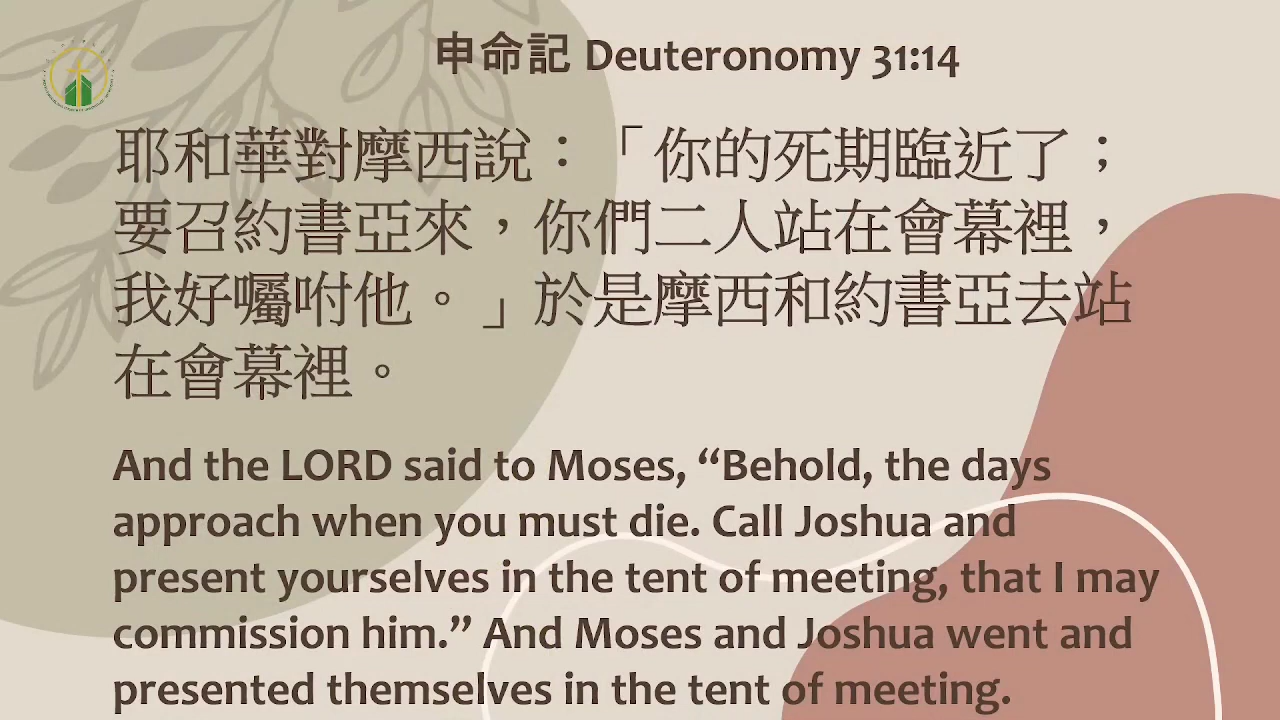 申命記 Deuteronomy 31:14
耶和華對摩西說：「你的死期臨近了；
要召約書亞來，你們二人站在會幕裡，
我好囑咐他。」於是摩西和約書亞去站
在會幕裡。
And the LORD said to Moses, “Behold, the days
approach when you must die. Call Joshua and
present yourselves in the tent of meeting, that I may
commission him.” And Moses and Joshua went and
presented themselves in the tent of meeting.